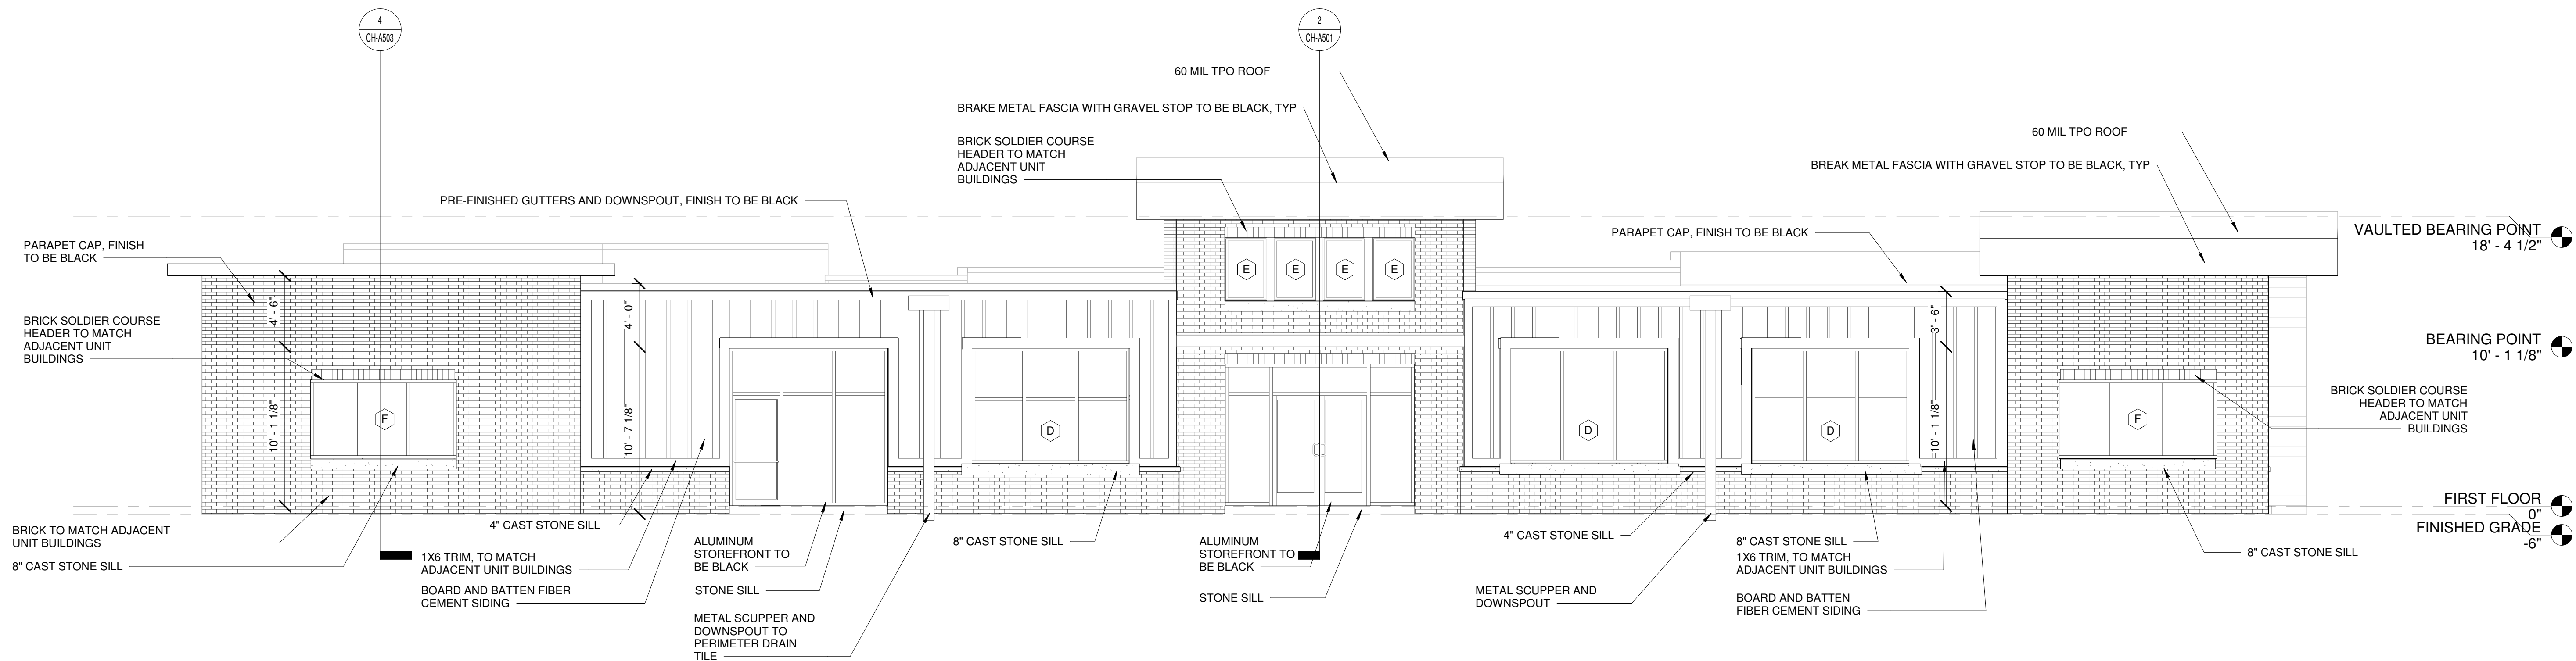 4
CH-A503
2
CH-A501
60 MIL TPO ROOF
BRAKE METAL FASCIA WITH GRAVEL STOP TO BE BLACK, TYP
BRICK SOLDIER COURSE
HEADER TO MATCH
ADJACENT UNIT
BUILDINGS
60 MIL TPO ROOF
BREAK METAL FASCIA WITH GRAVEL STOP TO BE BLACK, TYP
PRE-FINISHED GUTTERS AND DOWNSPOUT, FINISH TO BE BLACK
PARAPET CAP, FINISH
TO BE BLACK
PARAPET CAP, FINISH TO BE BLACK
VAULTED BEARING POINT
18' - 4 1/2"
E
E
E
E
4' - 6"
4' - 0"
3' - 6"
BRICK SOLDIER COURSE
HEADER TO MATCH
ADJACENT UNIT
BUILDINGS
BEARING POINT
10' - 1 1/8"
F
D
D
D
F
10' - 1 1/8"
10' - 7 1/8"
10' - 1 1/8"
BRICK SOLDIER COURSE
HEADER TO MATCH
ADJACENT UNIT
BUILDINGS
FIRST FLOOR
0"
FINISHED GRADE
-6"
BRICK TO MATCH ADJACENT
UNIT BUILDINGS
8" CAST STONE SILL
4" CAST STONE SILL
1X6 TRIM, TO MATCH
ADJACENT UNIT BUILDINGS
BOARD AND BATTEN FIBER
CEMENT SIDING
ALUMINUM
STOREFRONT TO
BE BLACK
STONE SILL
METAL SCUPPER AND
DOWNSPOUT TO
PERIMETER DRAIN
TILE
8" CAST STONE SILL
ALUMINUM
STOREFRONT TO
BE BLACK
STONE SILL
4" CAST STONE SILL
METAL SCUPPER AND
DOWNSPOUT
8" CAST STONE SILL
1X6 TRIM, TO MATCH
ADJACENT UNIT BUILDINGS
BOARD AND BATTEN
FIBER CEMENT SIDING
8" CAST STONE SILL